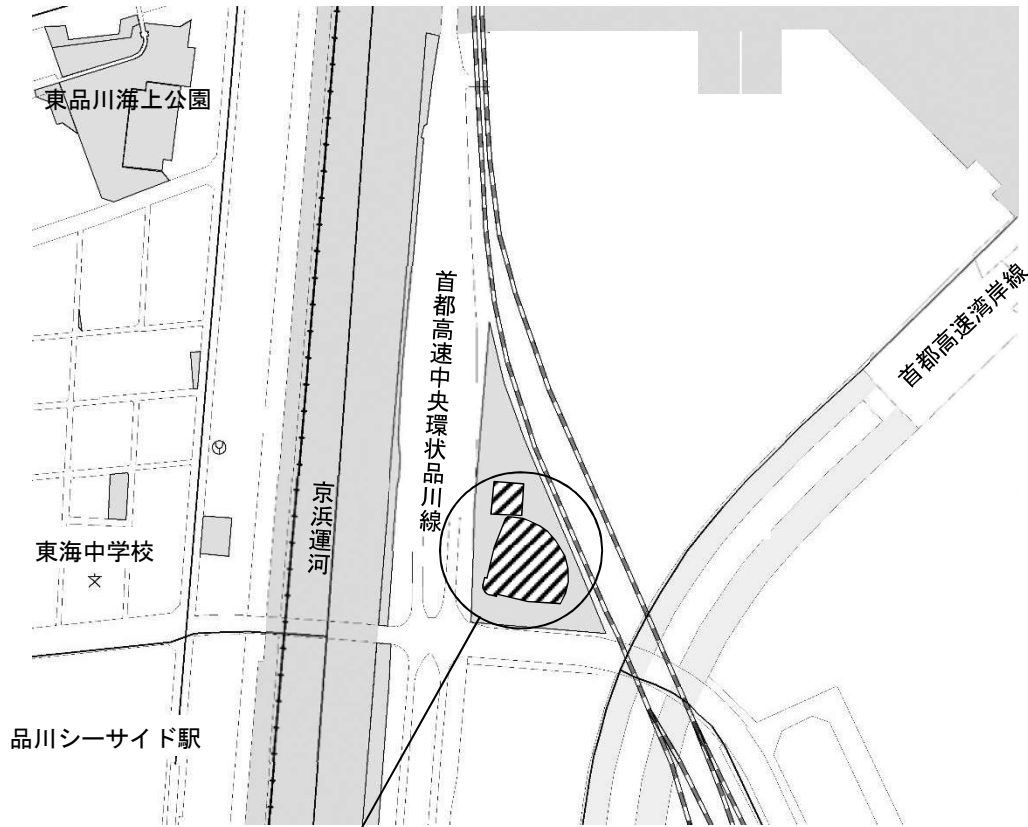 東品川海上公園
首都高速中央環状品川線
首都高速湾岸線
京浜運河
東海中学校
品川シーサイド駅